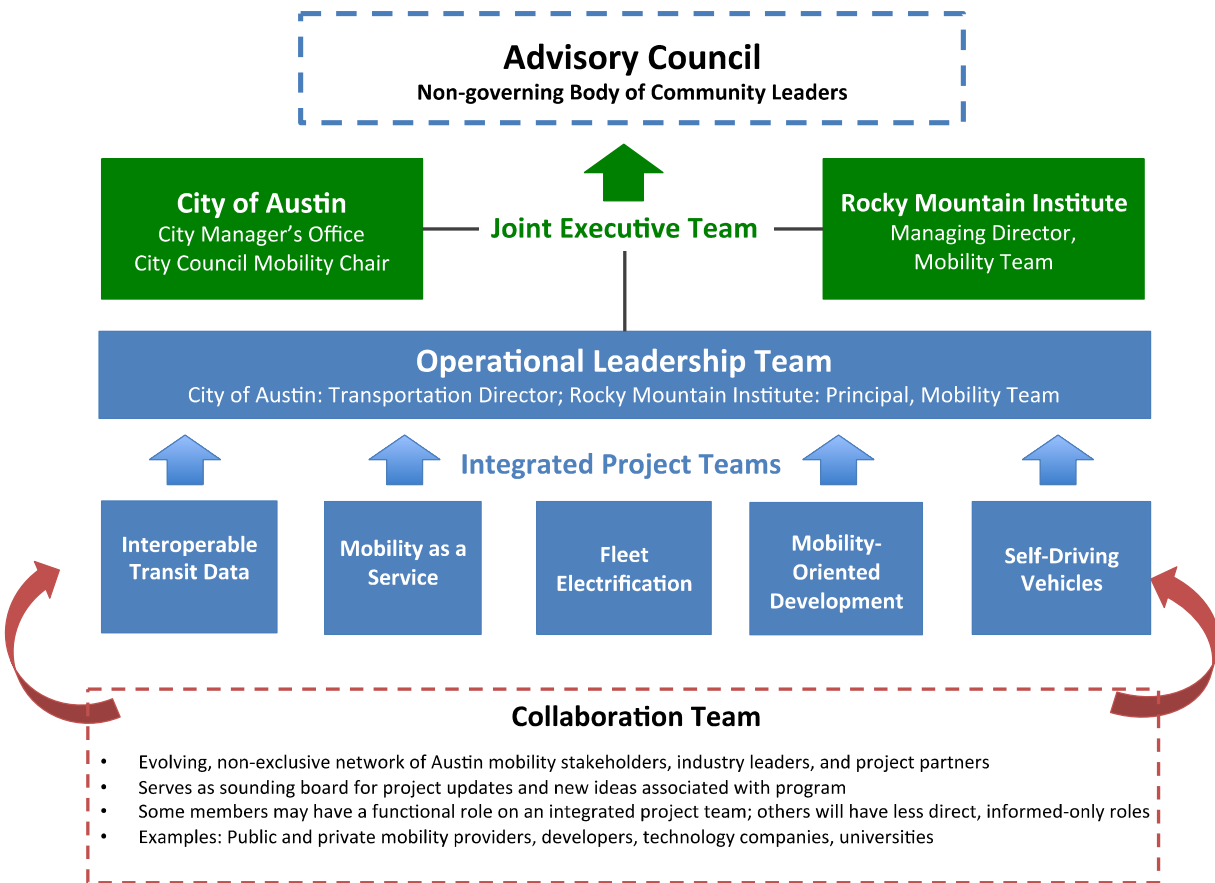 Advisory Council
Non-governing Body of Community Leaders
City of Austin
City Manager's Office
City Council Mobility Chair
Joint Executive Team
Rocky Mountain Institute
Managing Director,
Mobility Team
Operational Leadership Team
City of Austin: Transportation Director; Rocky Mountain Institute: Principal, Mobility Team
Integrated Project Teams
Interoperable
Transit Data
Mobility as a
Service
Fleet
Electrification
Mobility-
Oriented
Development
Self-Driving
Vehicles
Collaboration Team
• Evolving, non-exclusive network of Austin mobility stakeholders, industry leaders, and project partners
• Serves as sounding board for project updates and new ideas associated with program
• Some members may have a functional role on an integrated project team; others will have less direct, informed-only roles
• Examples: Public and private mobility providers, developers, technology companies, universities